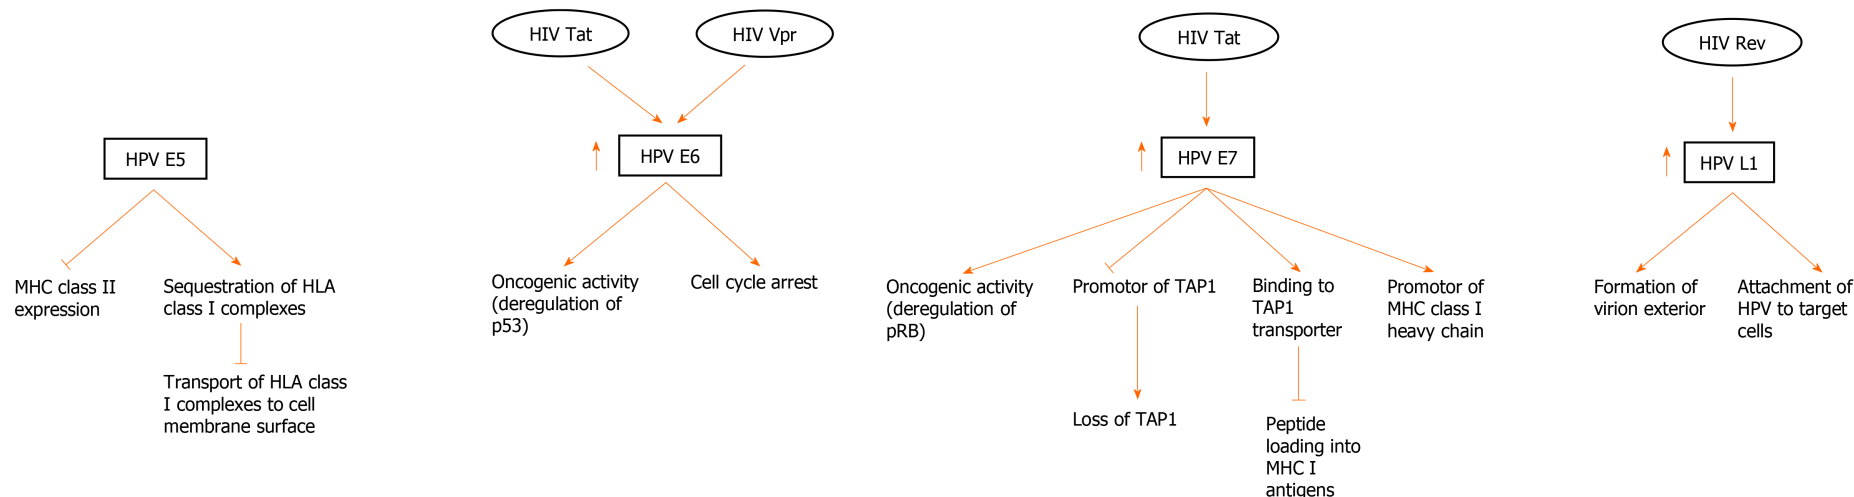 HIV Tat
HIV Vpr
HIV Tat
HIV Rev
HPV E5
HPV E6
HPV E7
HPV L1
MHC class II
expression
Sequestration of HLA
class I complexes
Transport of HLA class
I complexes to cell
membrane surface
Oncogenic activity
(deregulation of
p53)
Cell cycle arrest
Oncogenic activity
(deregulation of
pRB)
Promotor of TAP1
Loss of TAP1
Binding to
TAP1
transporter
Peptide
loading into
MHC I
antigens
Promotor of
MHC class I
heavy chain
Formation of
virion exterior
Attachment of
HPV to target
cells